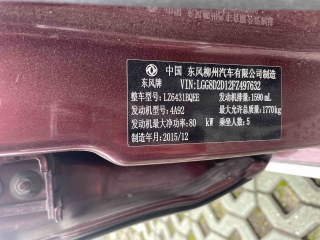 中国 东风柳州汽车有限公司制造
东风牌 VIN:LGG8D2D12FZ497632
整车型号:LZ6431BQEE 发动机排量:1590 mL
发动机型号:4A92 最大允许总质量:1770kg
发动机最大净功率:80 kW 乘坐人数:5
制造年月:2015/12